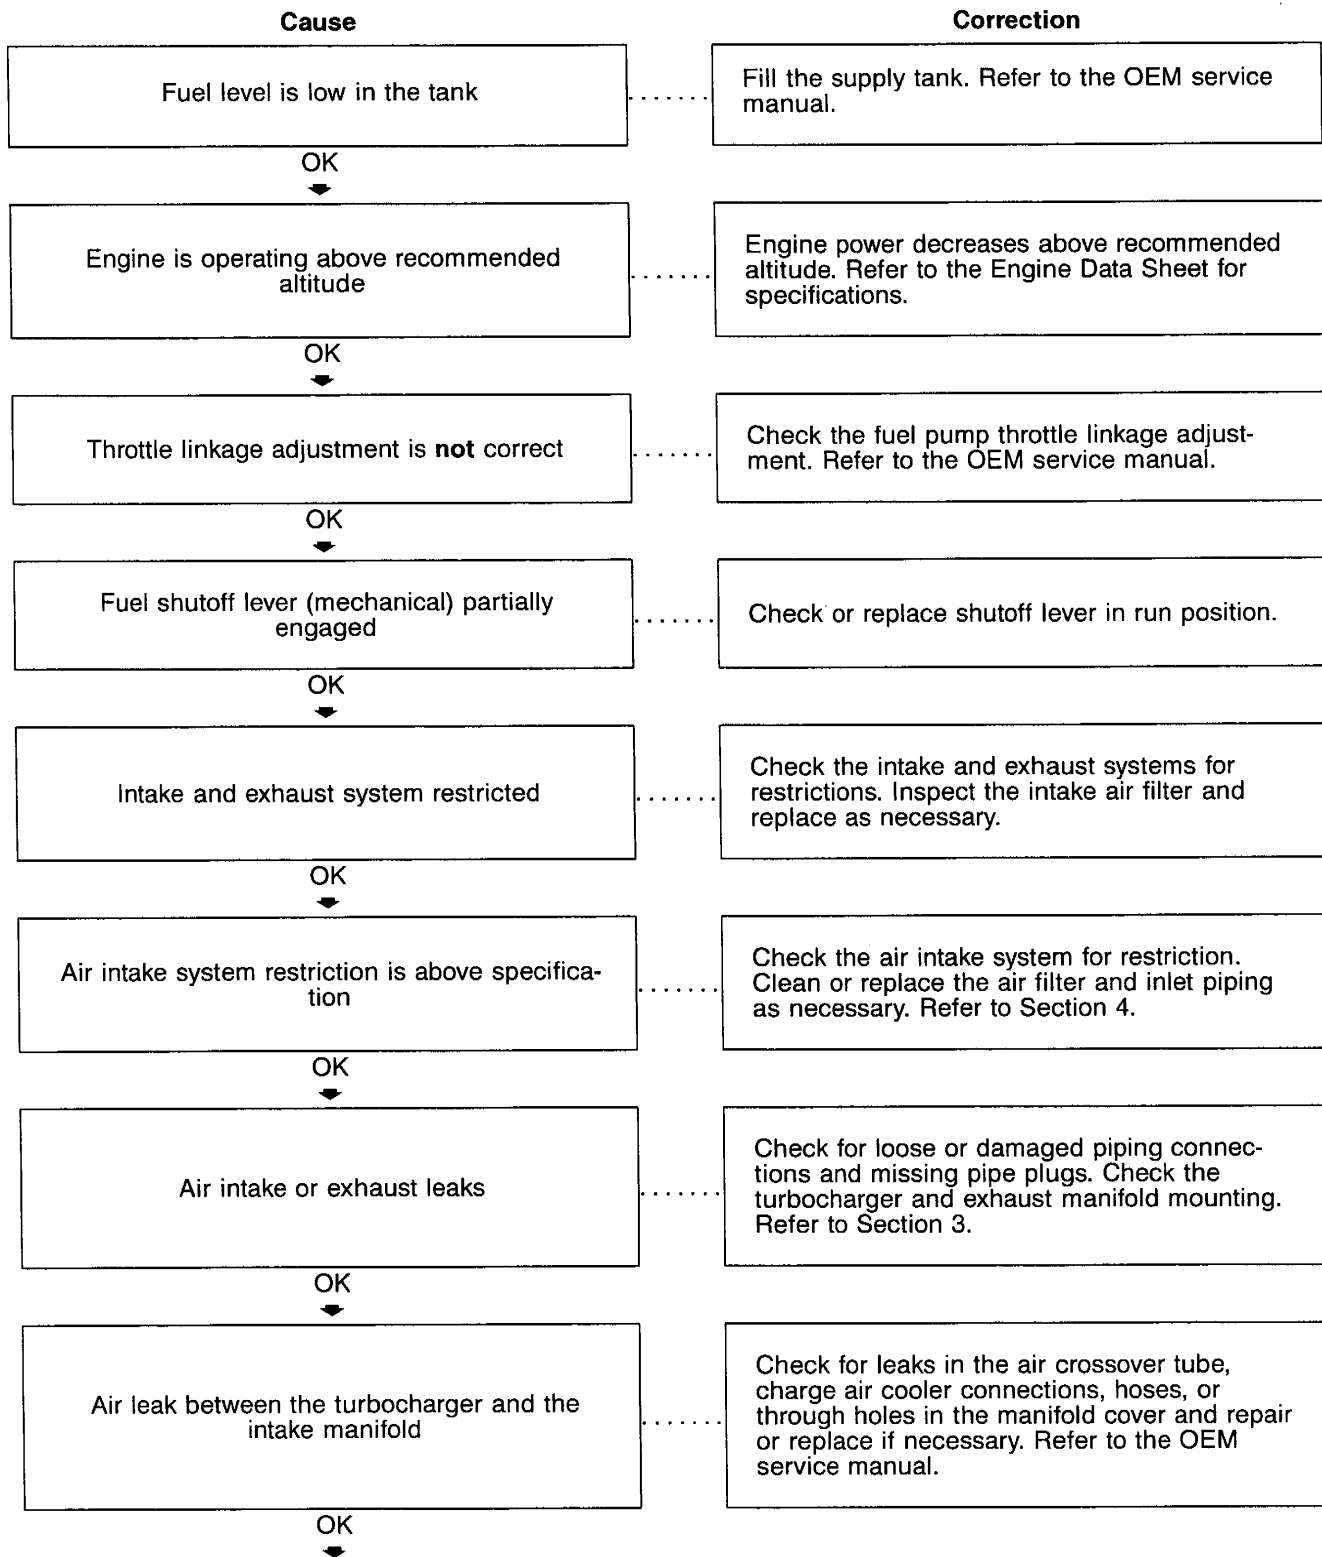 Cause
Correction
Fuel level is low in the tank
Fill the supply tank. Refer to the OEM service
manual.
OK
Engine is operating above recommended
altitude
Engine power decreases above recommended
altitude. Refer to the Engine Data Sheet for
specifications.
OK
Throttle linkage adjustment is not correct
Check the fuel pump throttle linkage adjust-
ment. Refer to the OEM service manual.
OK
Fuel shutoff lever (mechanical) partially
engaged
Check or replace shutoff lever in run position.
OK
Intake and exhaust system restricted
Check the intake and exhaust systems for
restrictions. Inspect the intake air filter and
replace as necessary.
OK
Air intake system restriction is above specifica-
tion
Check the air intake system for restriction.
Clean or replace the air filter and inlet piping
as necessary. Refer to Section 4.
OK
Air intake or exhaust leaks
Check for loose or damaged piping connec-
tions and missing pipe plugs. Check the
turbocharger and exhaust manifold mounting.
Refer to Section 3.
OK
Air leak between the turbocharger and the
intake manifold
Check for leaks in the air crossover tube,
charge air cooler connections, hoses, or
through holes in the manifold cover and repair
or replace if necessary. Refer to the OEM
service manual.
OK